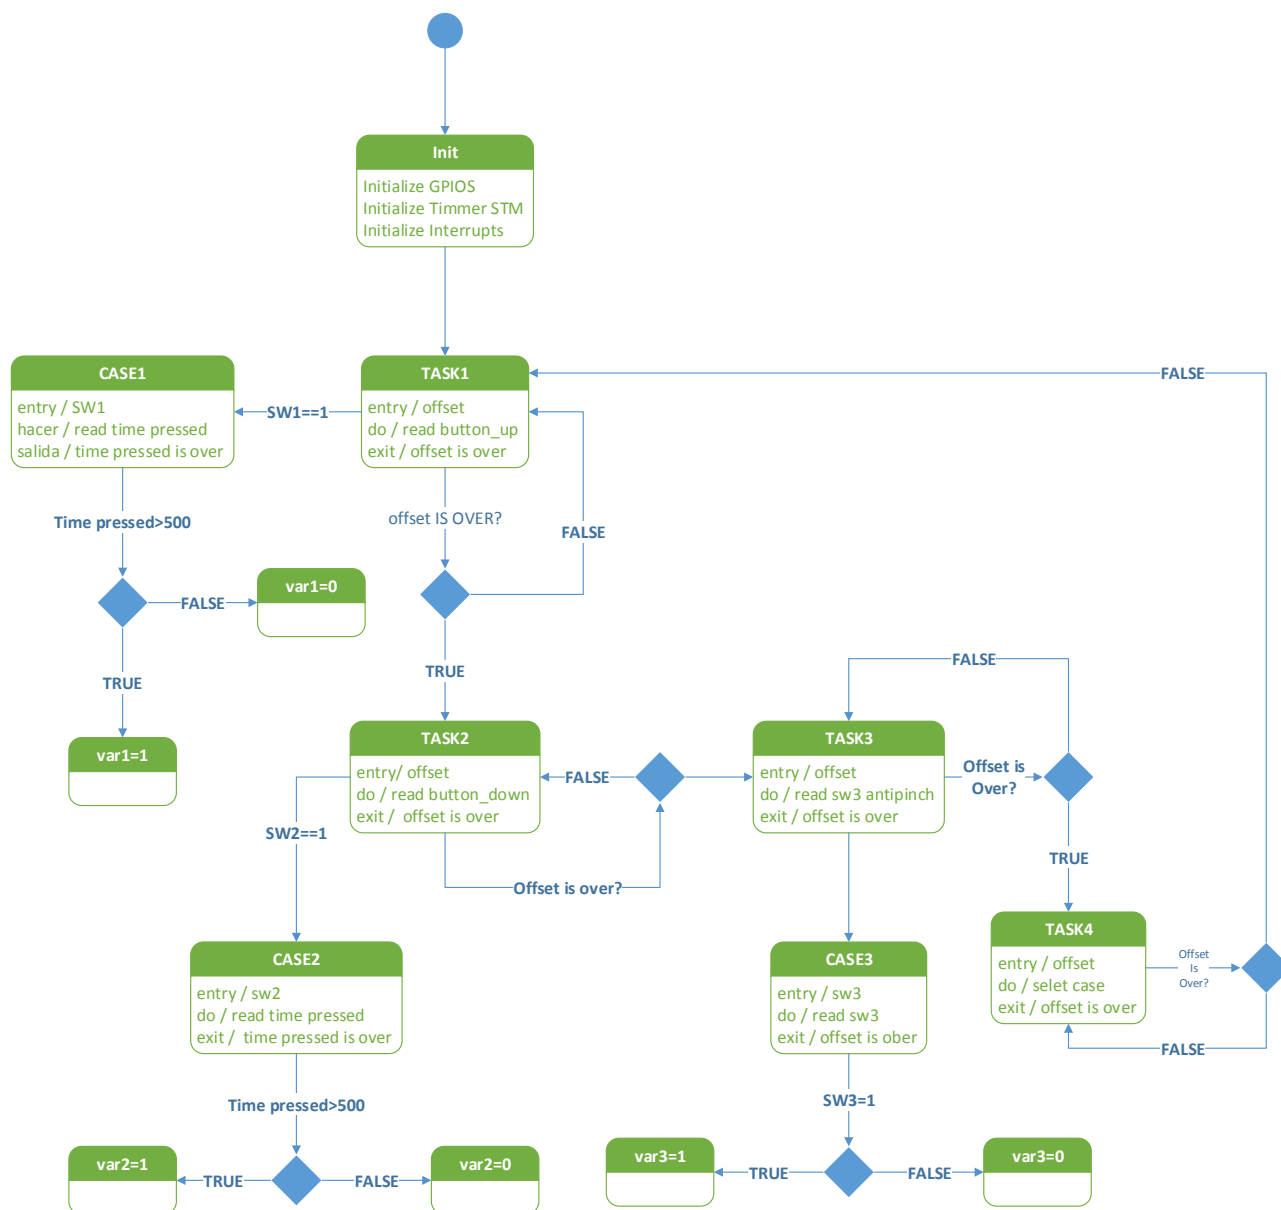 Init
Initialize GPIOS
Initialize Timmer STM
Initialize Interrupts
CASE1
entry / SW1
hacer / read time pressed
salida / time pressed is over
SW1==1
TASK1
entry / offset
do / read button_up
exit / offset is over
FALSE
Time pressed>500
offset IS OVER?
FALSE
FALSE
var1=0
TRUE
var1=1
TRUE
TASK2
entry/ offset
do / read button_down
exit /  offset is over
FALSE
Offset is over?
SW2==1
TASK3
entry / offset
do / read sw3 antipinch
exit / offset is over
FALSE
Offset is
Over?
TRUE
CASE2
entry / sw2
do / read time pressed
exit /  time pressed is over
CASE3
entry / sw3
do / read sw3
exit / offset is ober
TASK4
entry / offset
do / selet case
exit / offset is over
Offset
Is
Over?
FALSE
Time pressed>500
SW3=1
var2=1
TRUE
FALSE
var2=0
var3=1
TRUE
FALSE
var3=0